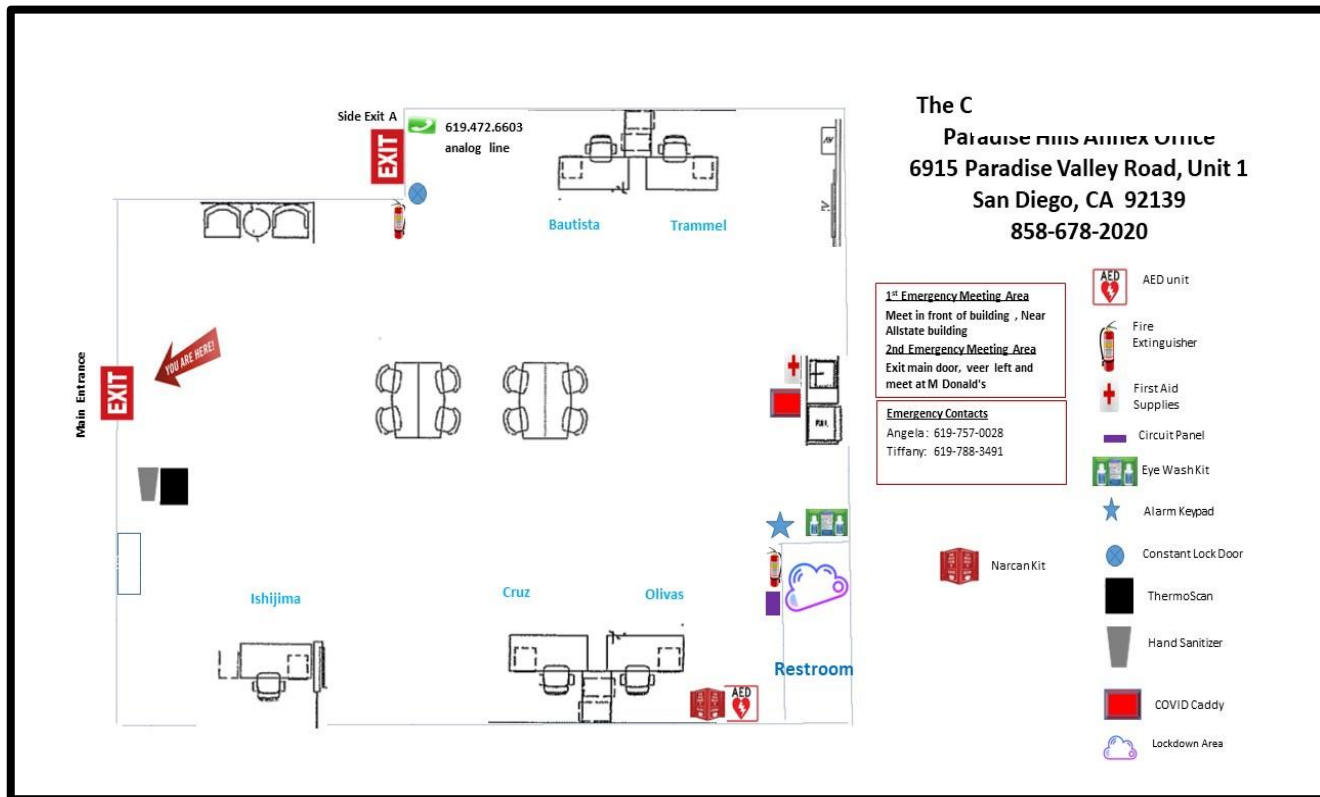 The C
Paradise Hills Annex Office
6915 Paradise Valley Road, Unit 1
San Diego, CA 92139
858-678-2020
Side Exit A
EXIT
619.472.6603
analog line
Bautista
Trammel
Main Entrance
EXIT
YOU ARE HERE!
1st Emergency Meeting Area
Meet in front of building , Near
Allstate building
2nd Emergency Meeting Area
Exit main door, veer left and
meet at M Donald's
Emergency Contacts
Angela: 619-757-0028
Tiffany: 619-788-3491
AED
AED unit
Fire
Extinguisher
First Aid
Supplies
Circuit Panel
Eye Wash Kit
Alarm Keypad
Constant Lock Door
ThermoScan
Hand Sanitizer
COVID Caddy
Lockdown Area
Narcan Kit
Ishijima
Cruz
Olivas
Restroom
AED